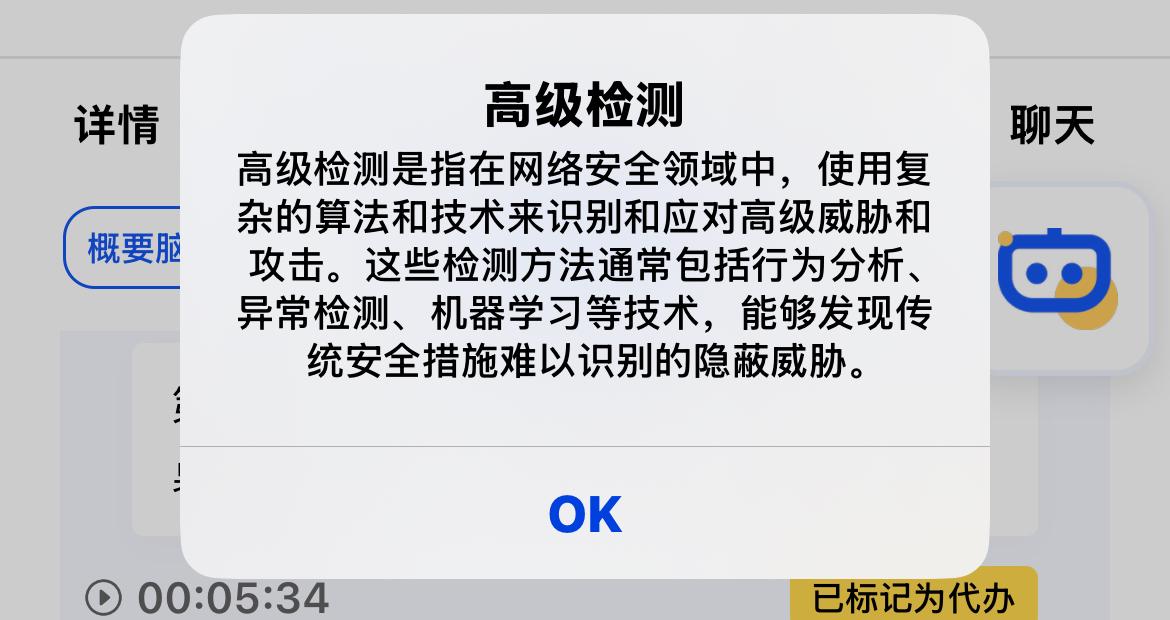 高级检测
详情
聊天
高级检测是指在网络安全领域中，使用复
杂的算法和技术来识别和应对高级威胁和
攻击。这些检测方法通常包括行为分析、
异常检测、机器学习等技术，能够发现传
统安全措施难以识别的隐蔽威胁。
概要脑
OK
00:05:34
已标记为代办